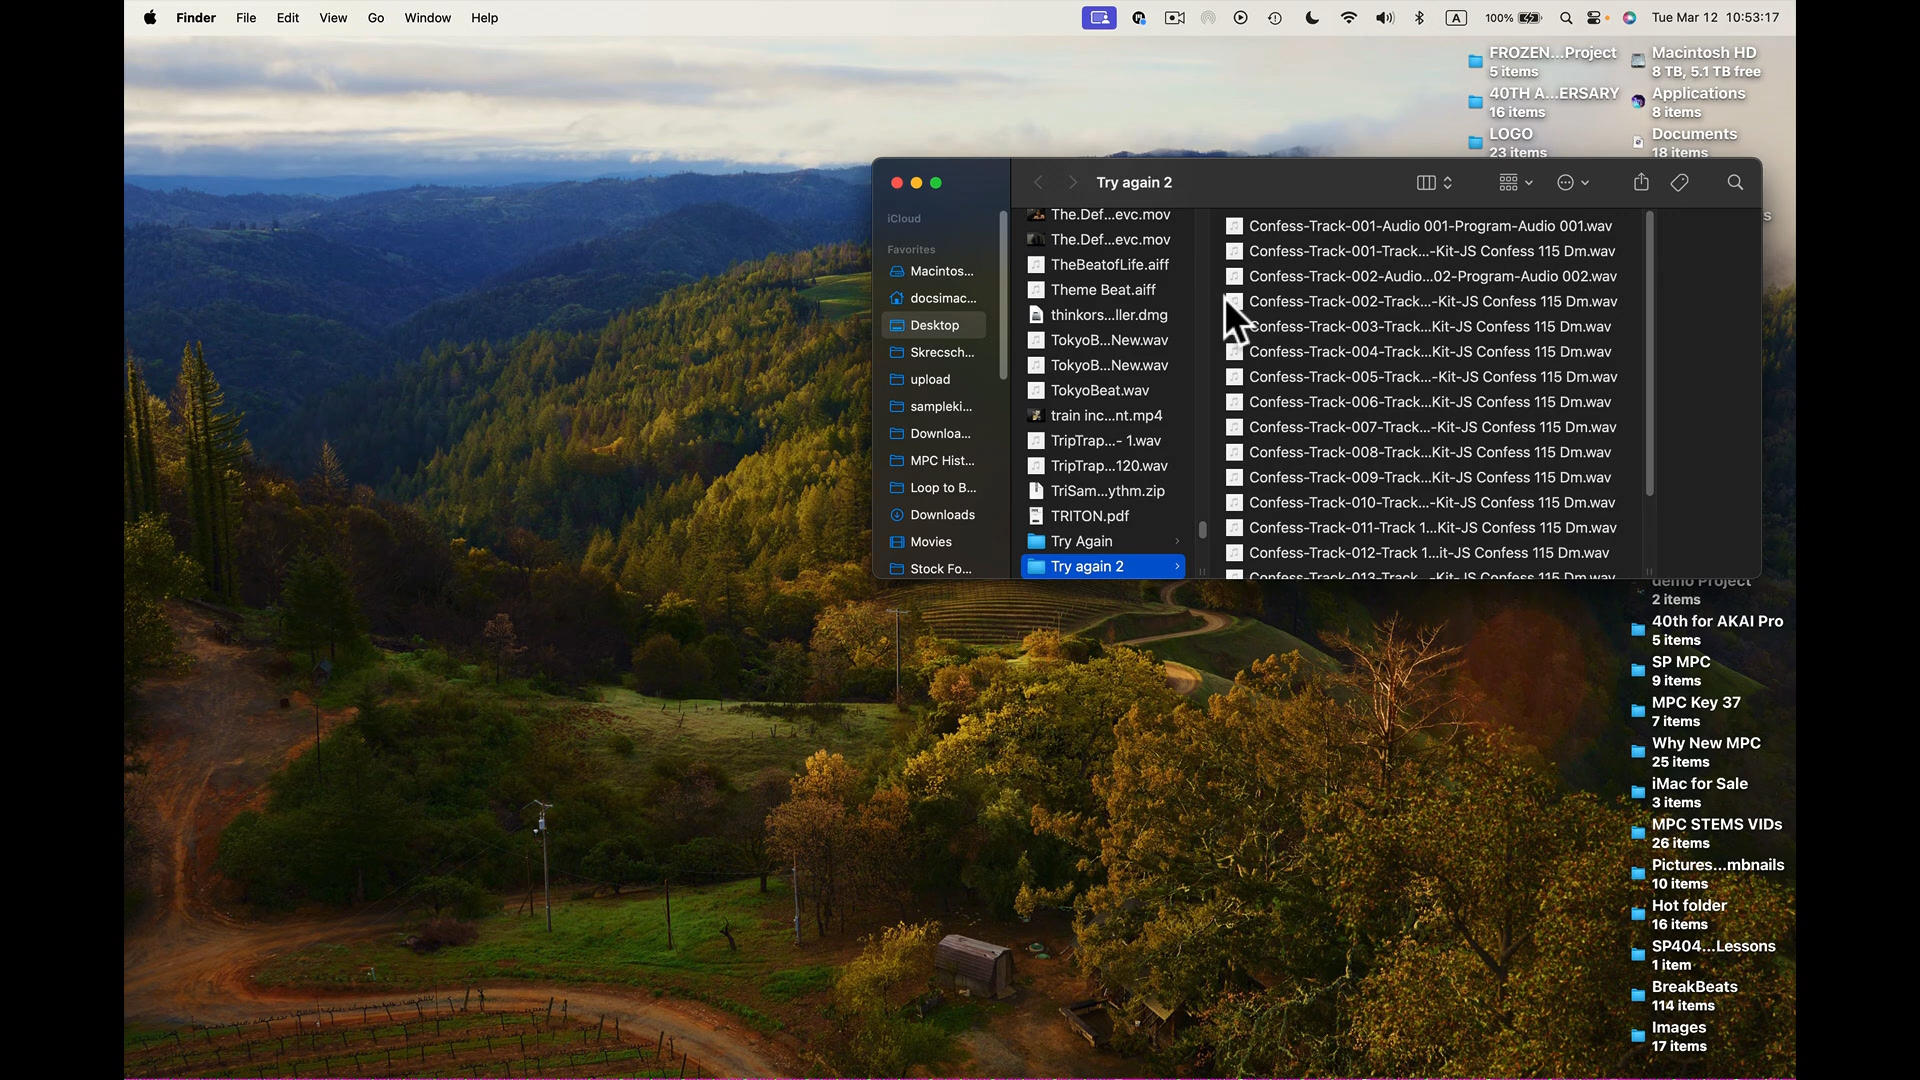 Finder File Edit View Go Window Help
A 100% Tue Mar 12 10:53:17
FROZEN...Project
5 items
40TH A...ERSARY
16 items
LOGO
23 items
Macintosh HD
8 TB, 5.1 TB free
Applications
8 items
Documents
18 items
Try again 2
iCloud
Favorites
Macintos...
docsimac...
Desktop
Skrecsch...
upload
sampleki...
Downloa...
MPC Hist...
Loop to B...
Downloads
Movies
Stock Fo...
The.Def...evc.mov
The.Def...evc.mov
TheBeatofLife.aiff
Theme Beat.aiff
thinkors...ller.dmg
TokyoB...New.wav
TokyoB...New.wav
TokyoBeat.wav
train inc...nt.mp4
TripTrap...- 1.wav
TripTrap...120.wav
TriSam...ythm.zip
TRITON.pdf
Try Again
Try again 2
Confess-Track-001-Audio 001-Program-Audio 001.wav
Confess-Track-001-Track...-Kit-JS Confess 115 Dm.wav
Confess-Track-002-Audio...02-Program-Audio 002.wav
Confess-Track-002-Track...-Kit-JS Confess 115 Dm.wav
Confess-Track-003-Track...Kit-JS Confess 115 Dm.wav
Confess-Track-004-Track...Kit-JS Confess 115 Dm.wav
Confess-Track-005-Track...-Kit-JS Confess 115 Dm.wav
Confess-Track-006-Track...Kit-JS Confess 115 Dm.wav
Confess-Track-007-Track...-Kit-JS Confess 115 Dm.wav
Confess-Track-008-Track...Kit-JS Confess 115 Dm.wav
Confess-Track-009-Track...Kit-JS Confess 115 Dm.wav
Confess-Track-010-Track...-Kit-JS Confess 115 Dm.wav
Confess-Track-011-Track 1...Kit-JS Confess 115 Dm.wav
Confess-Track-012-Track 1...it-JS Confess 115 Dm.wav
Confess-Track-013-Track...Kit-JS Confess 115 Dm.wav
demo Project
2 items
40th for AKAI Pro
5 items
SP MPC
9 items
MPC Key 37
7 items
Why New MPC
25 items
iMac for Sale
3 items
MPC STEMS VIDs
26 items
Pictures...mbnails
10 items
Hot folder
16 items
SP404...Lessons
1 item
BreakBeats
114 items
Images
17 items